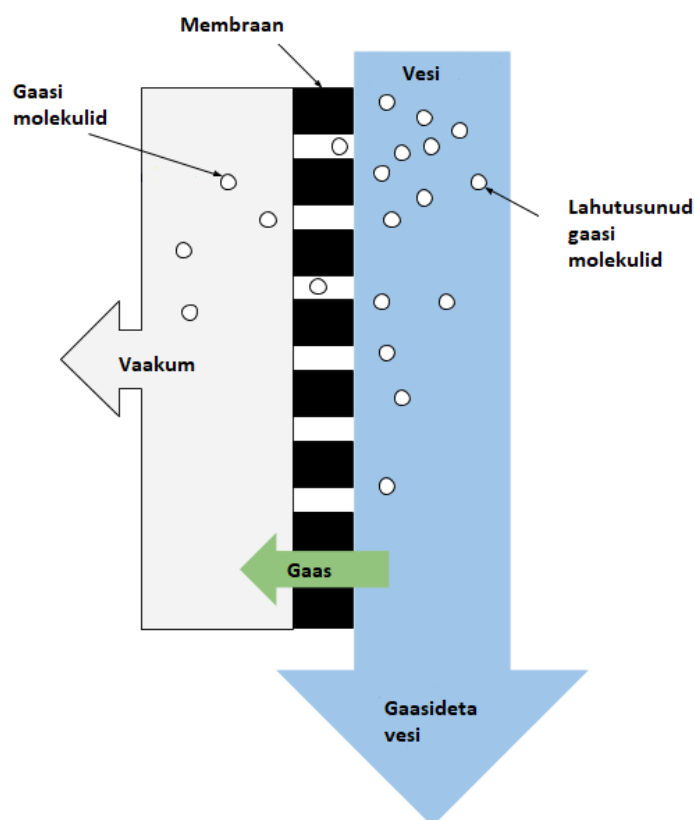 Membraan
Vesi
Gaasi
molekulid
Lahutusunud
gaasi
molekulid
Vaakum
Gaas
Gaasideta
vesi